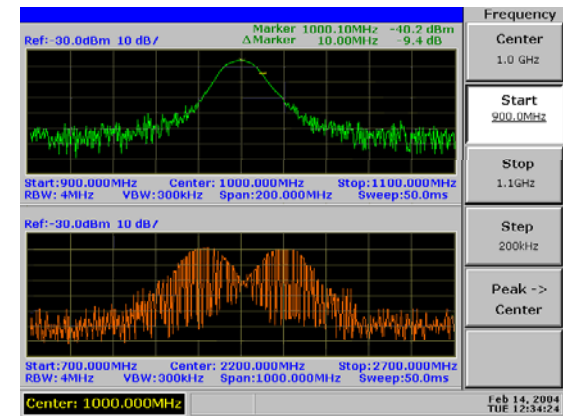 Frequency
Marker 1000.10MHz -40.2 dBm
Ref:-30.0dBm 10 dB/ ΔMarker 10.00MHz -9.4 dB
Center
1.0 GHz
Start
900.0MHz
Start:900.000MHz Center: 1000.000MHz Stop:1100.000MHz
RBW: 4MHz VBW:300kHz Span:200.000MHz Sweep:50.0ms
Stop
1.1GHz
Ref:-30.0dBm 10 dB/
Step
200kHz
Peak ->
Center
Start:700.000MHz Center: 2200.000MHz Stop:2700.000MHz
RBW: 4MHz VBW:300kHz Span:1000.000MHz Sweep:50.0ms
Center: 1000.000MHz
Feb 14, 2004
TUE 12:34:24